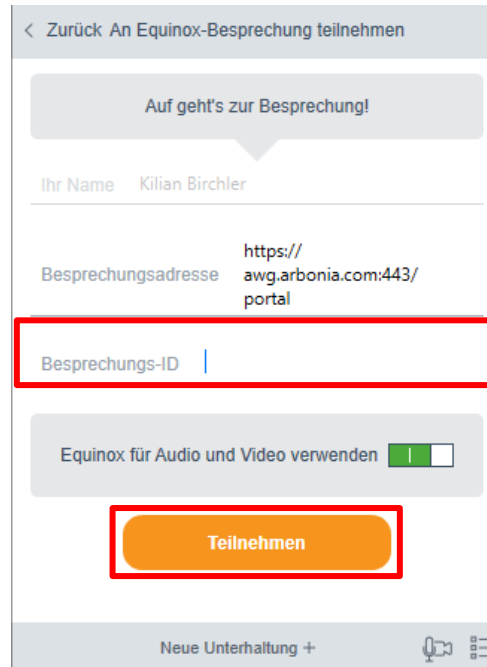 < Zurück An Equinox-Besprechung teilnehmen
Auf geht's zur Besprechung!
Ihr Name Kilian Birchler
https://
Besprechungsadresse awg.arbonia.com:443/
portal
Besprechungs-ID
Equinox für Audio und Video verwenden
Teilnehmen
Neue Unterhaltung +